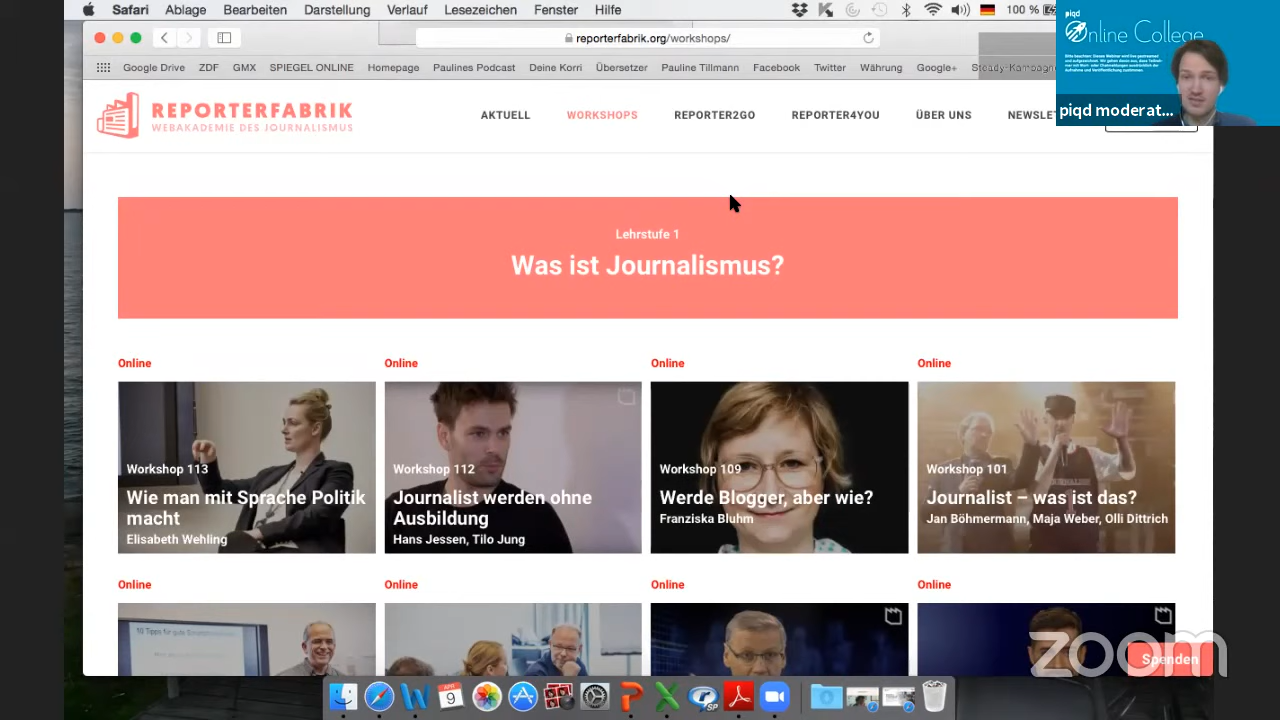 Safari Ablage Bearbeiten Darstellung Verlauf Lesezeichen Fenster Hilfe 100 %
reporterfabrik.org/workshops/
Google Drive ZDF GMX SPIEGEL ONLINE Podcast Deine Korri Übersetzer Pauline Tillmann Facebook Twitter Währung Google+
piqd
Online College
piqd moderat...
REPORTERFABRIK
WEBAKADEMIE DES JOURNALISMUS
AKTUELL WORKSHOPS REPORTER2GO REPORTER4YOU ÜBER UNS NEWSLET
Lehrstufe 1
Was ist Journalismus?
Online Online Online Online
Workshop 113
Wie man mit Sprache Politik
macht
Elisabeth Wehling
Workshop 112
Journalist werden ohne
Ausbildung
Hans Jessen, Tilo Jung
Workshop 109
Werde Blogger, aber wie?
Franziska Bluhm
Workshop 101
Journalist – was ist das?
Jan Böhmermann, Maja Weber, Olli Dittrich
Online Online Online Online
zoom
Spenden
9